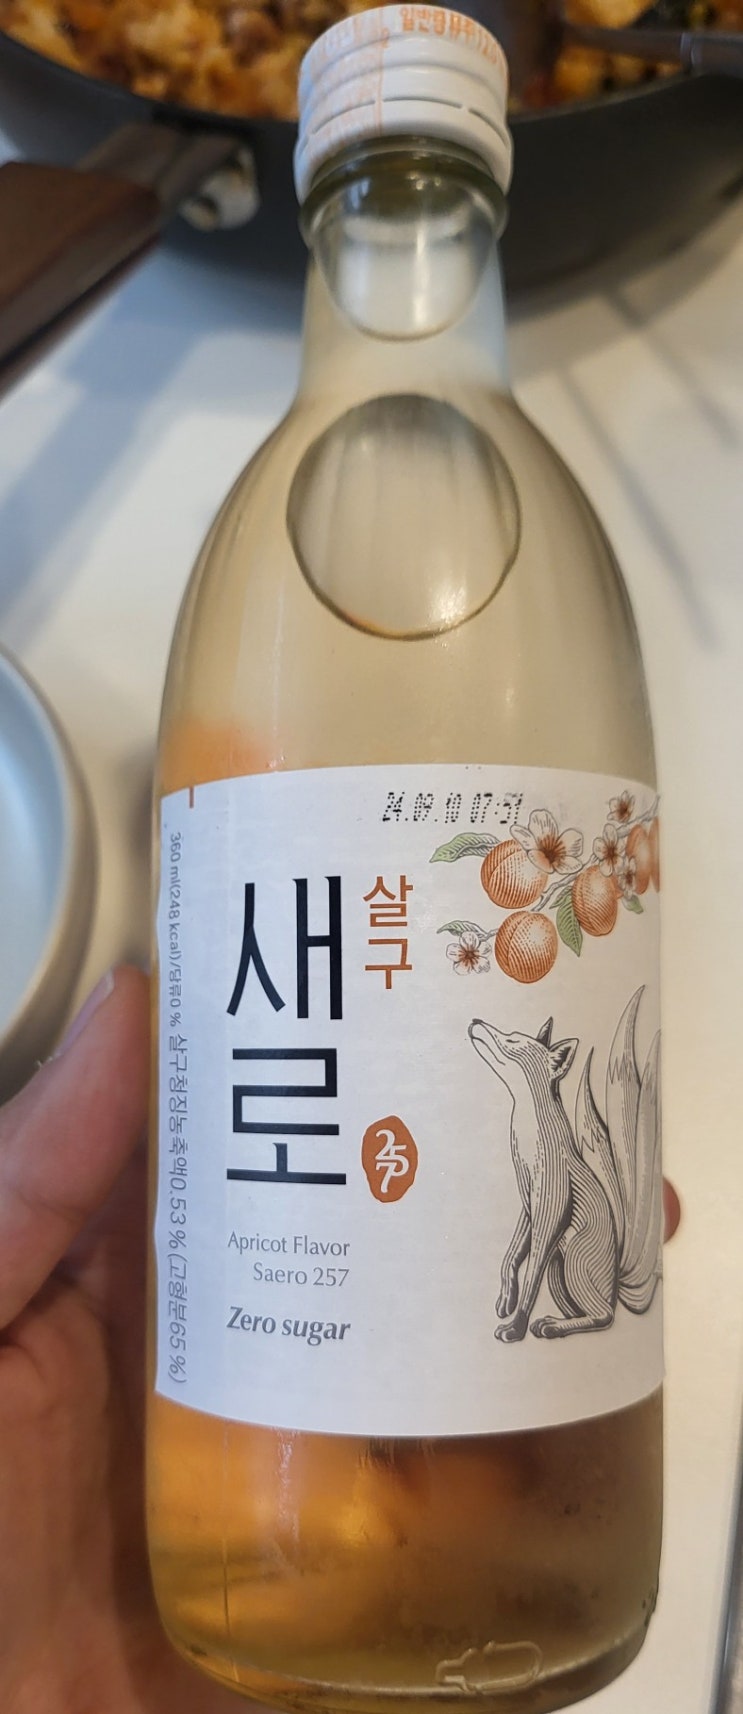 24.09.10 07:51
살구
새로
257
Apricot Flavor
Saero 257
Zero sugar
360 ml(248 kcal)/당류0 % 살구청징농축액0.53 % (고형분65 %)